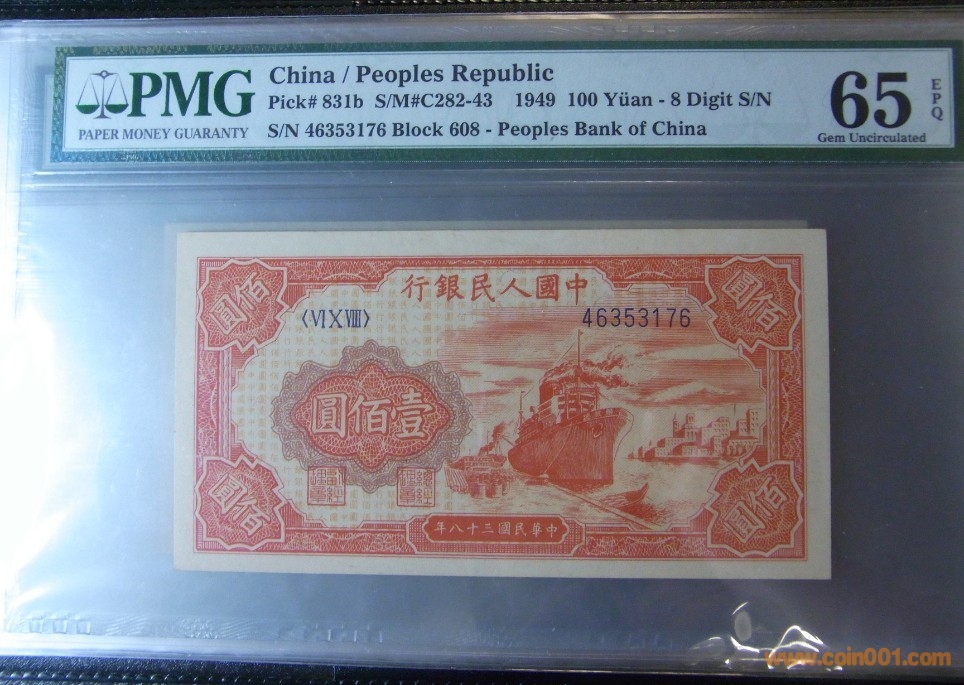 PMG
PAPER MONEY GUARANTY
China / Peoples Republic
Pick# 831b S/M#C282-43 1949 100 Yüan - 8 Digit S/N
S/N 46353176 Block 608 - Peoples Bank of China
65
EPQ
Gem Uncirculated
行銀民人國中
〈VI X VIII〉
46353176
圓佰
圓佰
圓佰壹
圓佰
圓佰
年八十三國民華中
www.coin001.com